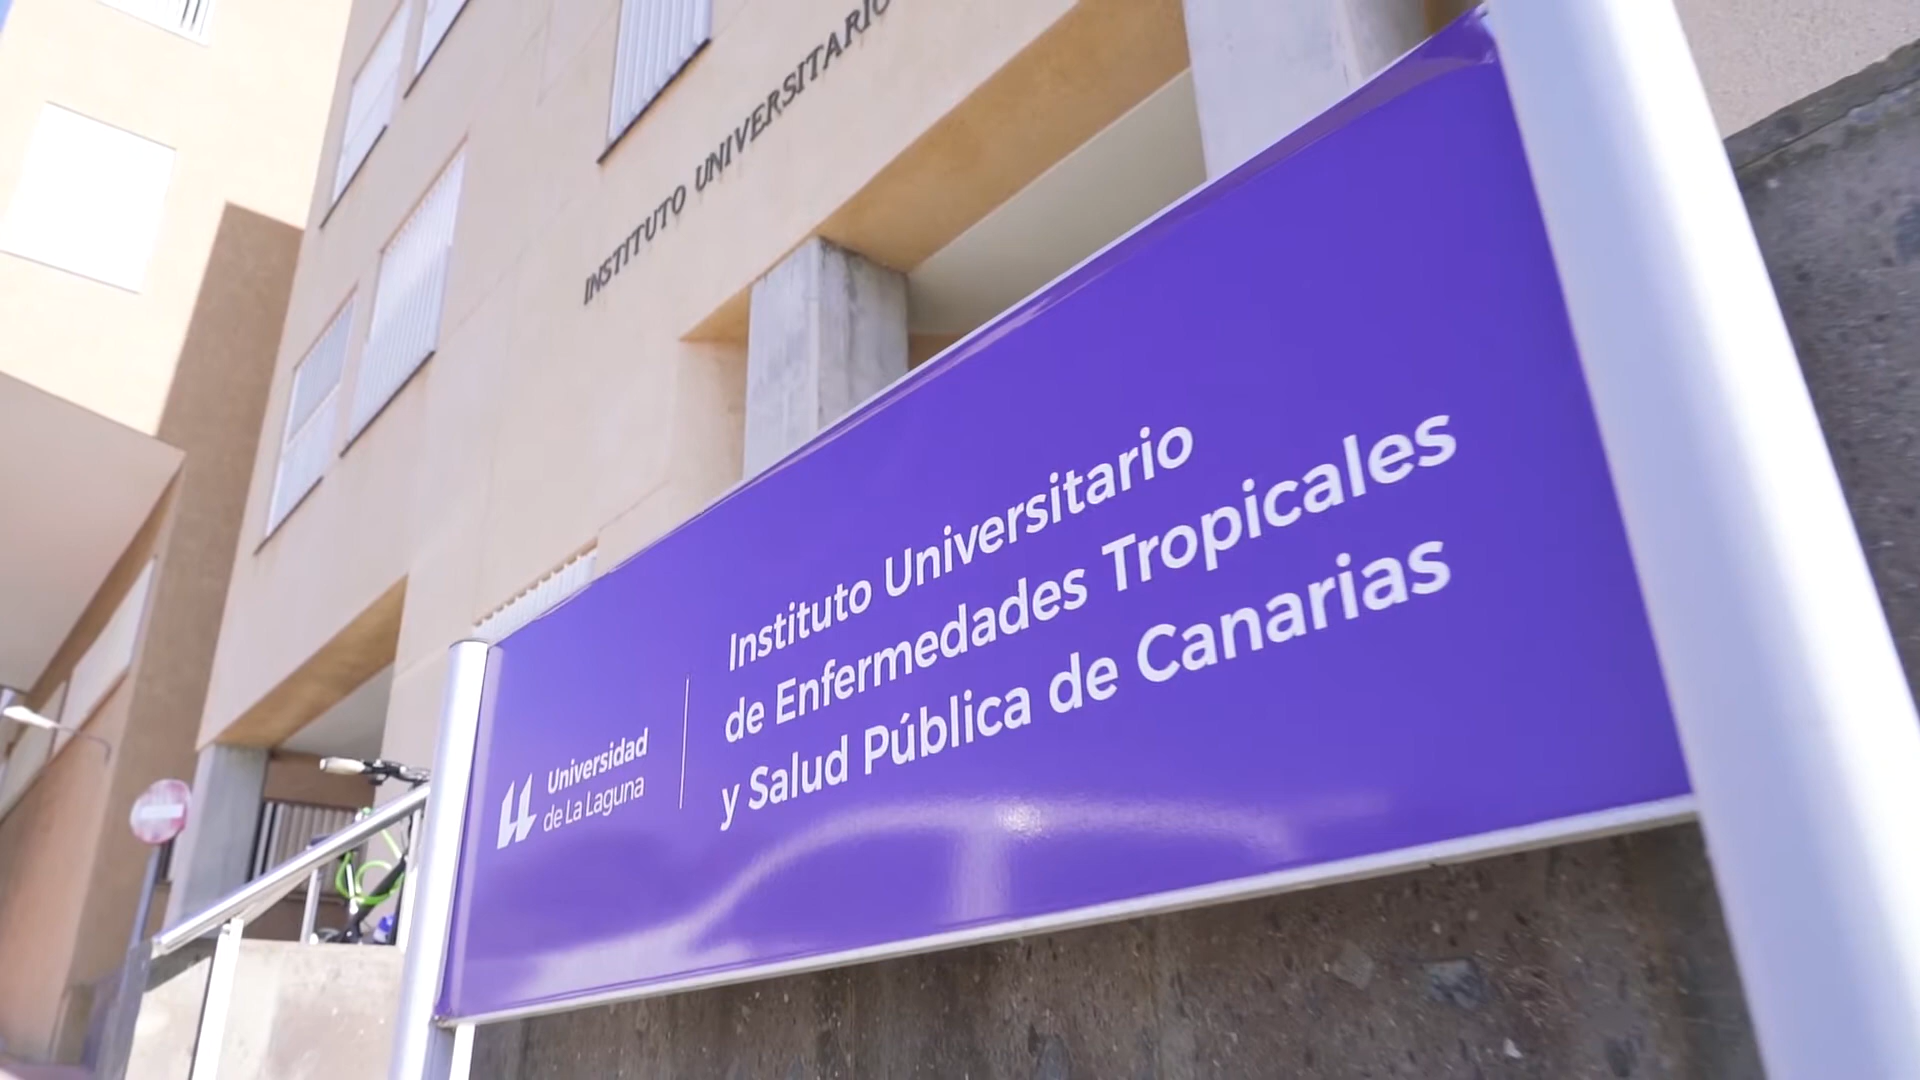 INSTITUTO UNIVERSITARIO
Instituto Universitario
de Enfermedades Tropicales
y Salud Pública de Canarias
Universidad
de La Laguna